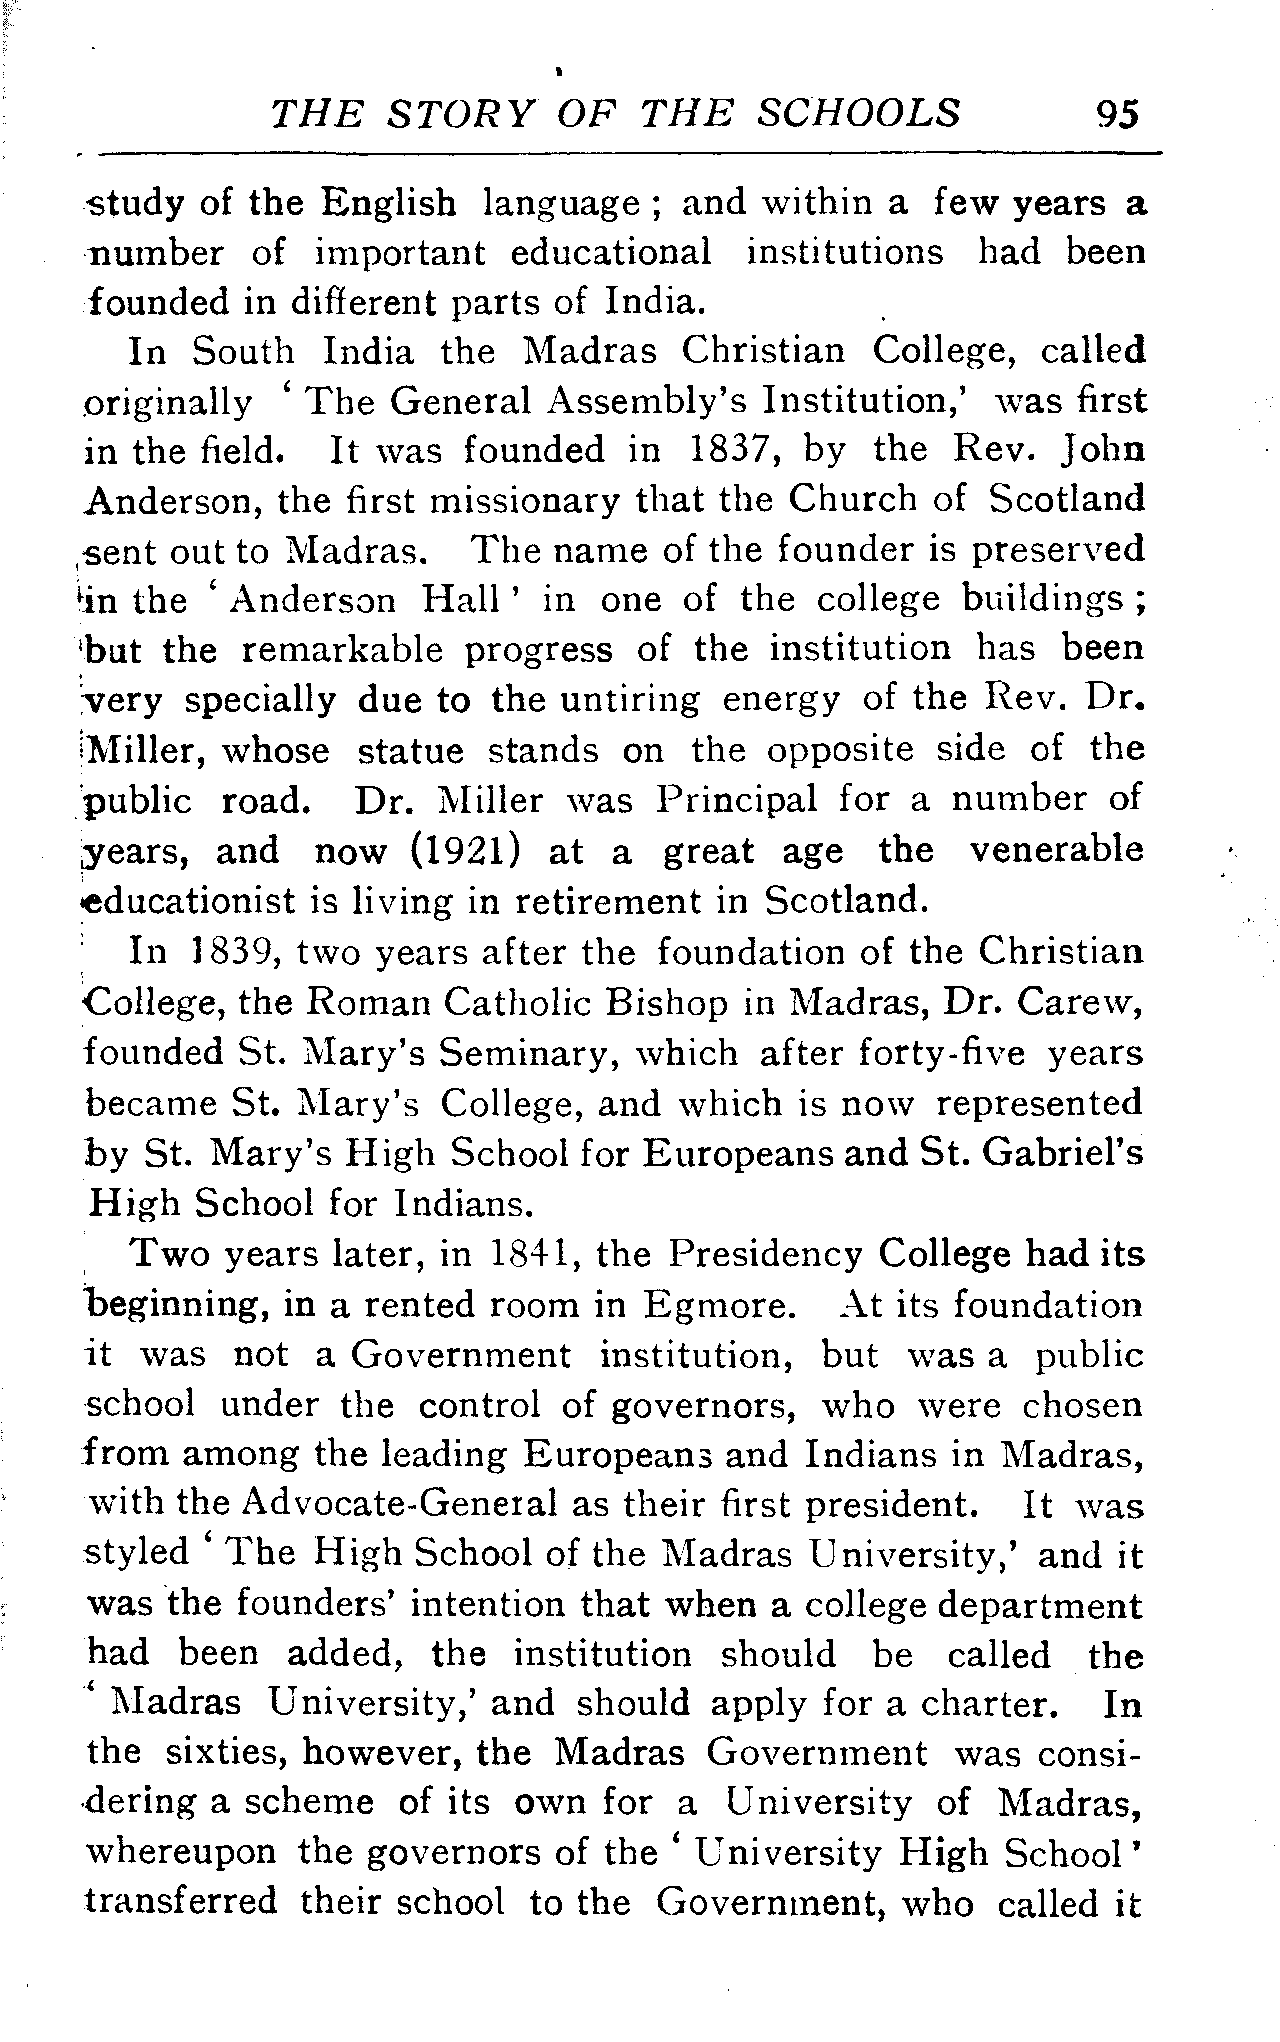 THE STORY OF THE SCHOOLS 95
study of the English language ; and within a few years a
number of important educational institutions had been
founded in different parts of India.
In South India the Madras Christian College, called
originally ‘ The General Assembly’s Institution,’ was first
in the field. It was founded in 1837, by the Rev. John
Anderson, the first missionary that the Church of Scotland
sent out to Madras. The name of the founder is preserved
in the ‘ Anderson Hall ’ in one of the college buildings ;
but the remarkable progress of the institution has been
very specially due to the untiring energy of the Rev. Dr.
Miller, whose statue stands on the opposite side of the
public road. Dr. Miller was Principal for a number of
years, and now (1921) at a great age the venerable
educationist is living in retirement in Scotland.
In 1839, two years after the foundation of the Christian
College, the Roman Catholic Bishop in Madras, Dr. Carew,
founded St. Mary’s Seminary, which after forty-five years
became St. Mary’s College, and which is now represented
by St. Mary’s High School for Europeans and St. Gabriel’s
High School for Indians.
Two years later, in 1841, the Presidency College had its
beginning, in a rented room in Egmore. At its foundation
it was not a Government institution, but was a public
school under the control of governors, who were chosen
from among the leading Europeans and Indians in Madras,
with the Advocate-General as their first president. It was
styled ‘ The High School of the Madras University,’ and it
was the founders’ intention that when a college department
had been added, the institution should be called the
‘ Madras University,’ and should apply for a charter. In
the sixties, however, the Madras Government was consi-
dering a scheme of its own for a University of Madras,
whereupon the governors of the ‘ University High School ’
transferred their school to the Government, who called it